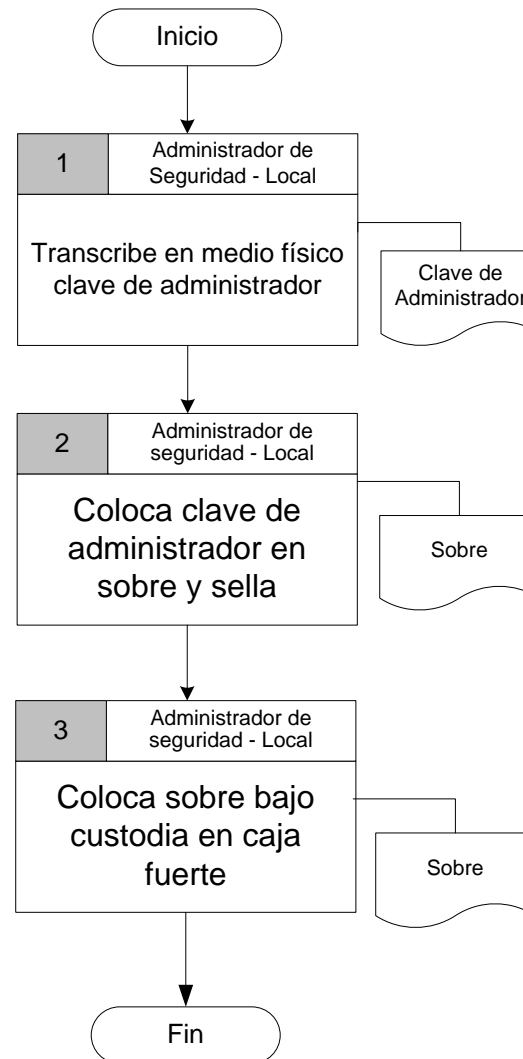 Inicio
1
Administrador de
Seguridad - Local
Transcribe en medio físico
clave de administrador
Clave de
Administrador
2
Administrador de
seguridad - Local
Coloca clave de
administrador en
sobre y sella
Sobre
3
Administrador de
seguridad - Local
Coloca sobre bajo
custodia en caja
fuerte
Sobre
Fin